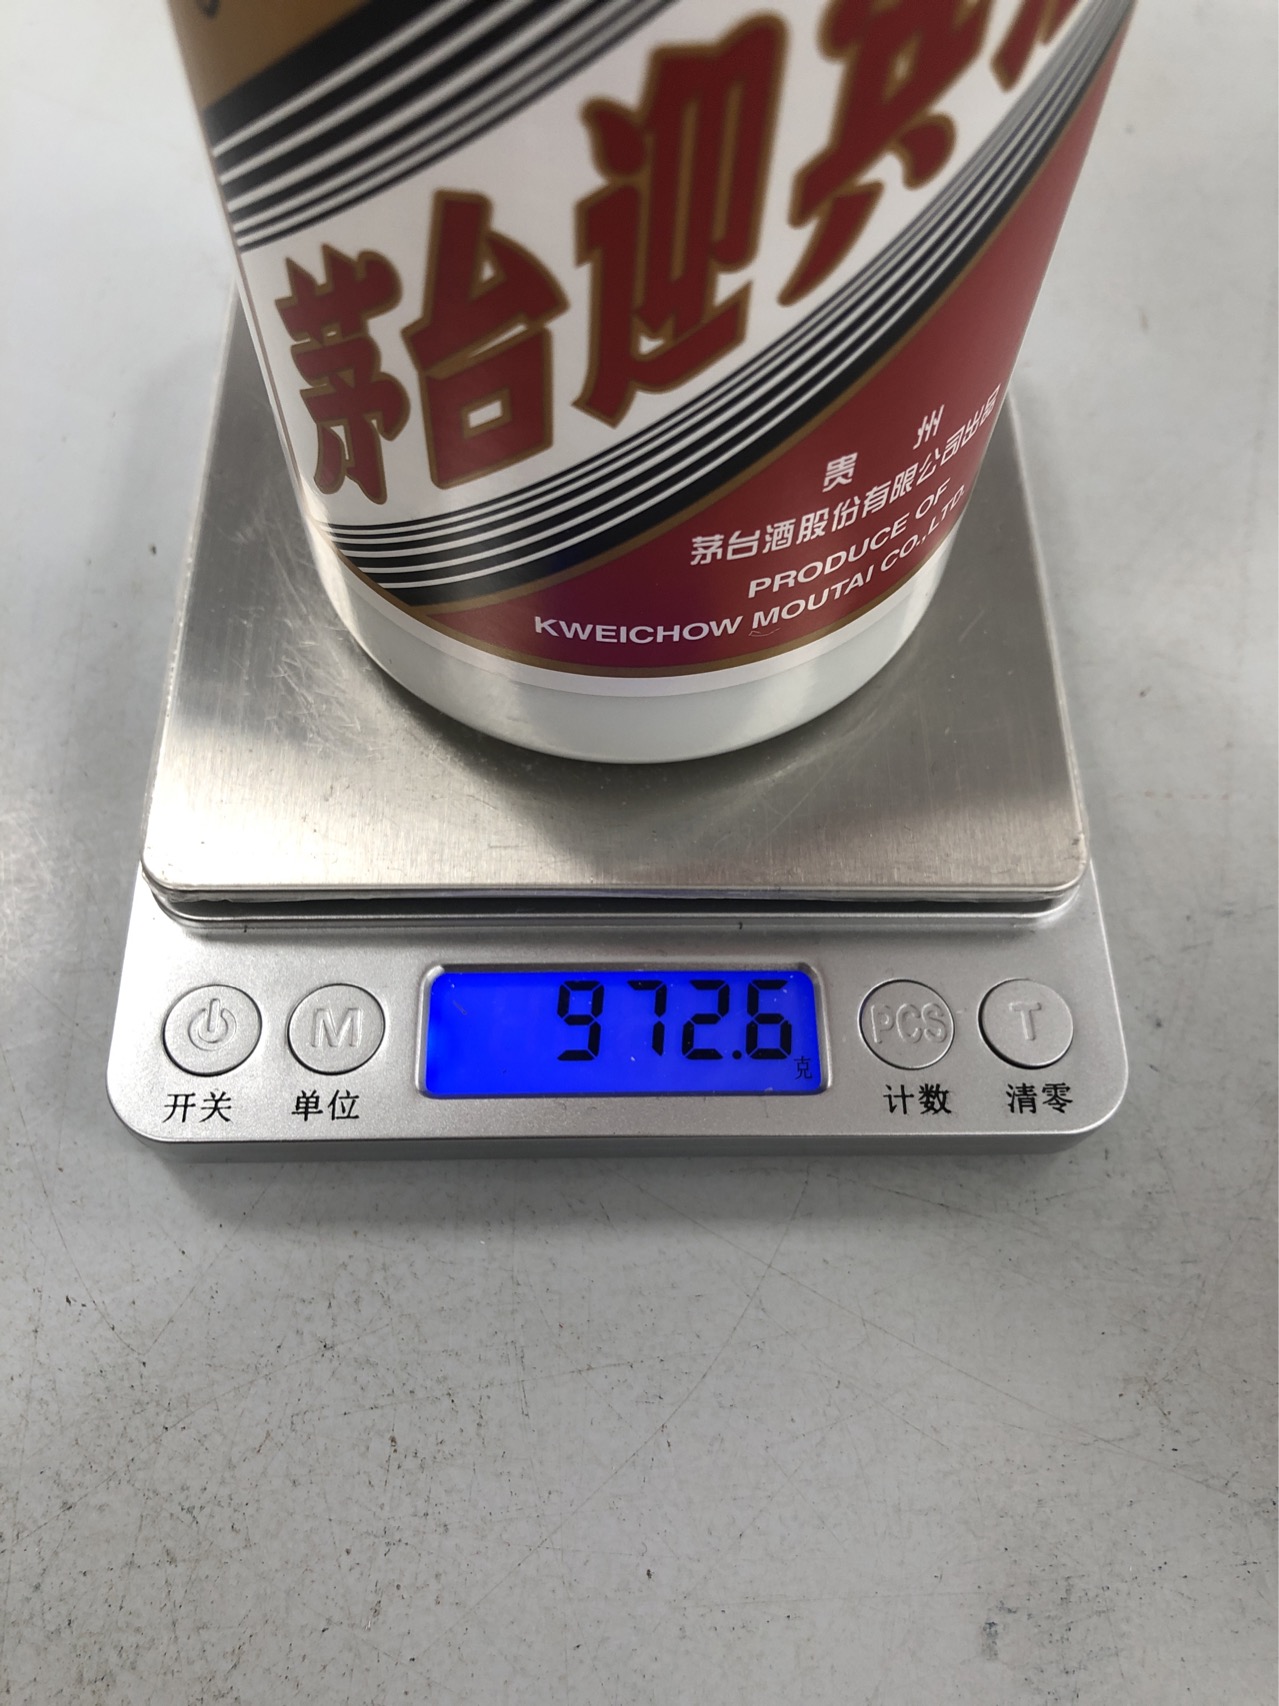 茅台迎宾
贵州
茅台酒股份有限公司出品
PRODUCE OF
KWEICHOW MOUTAI CO.,LTD.
972.6
克
M
PCS
T
开关
单位
计数
清零